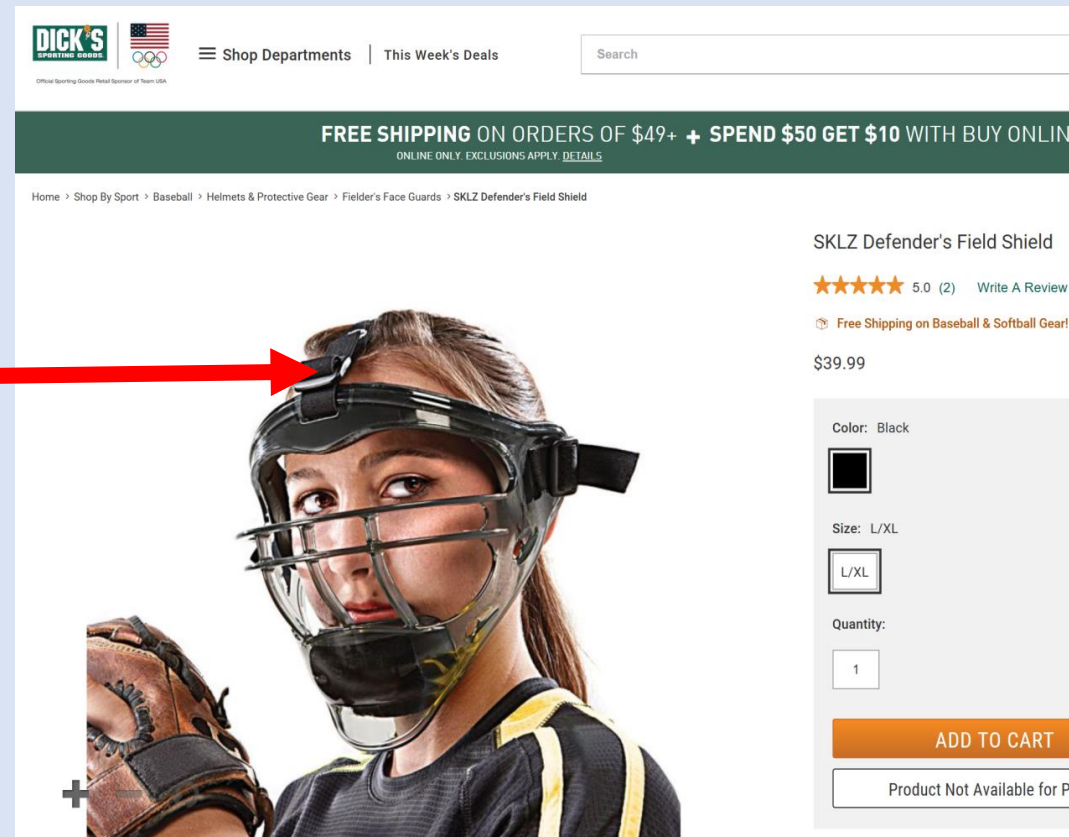 DICK'S
SPORTING GOODS
Official Sporting Goods Retail Sponsor of Team USA
Shop Departments | This Week's Deals
Search
FREE SHIPPING ON ORDERS OF $49+ + SPEND $50 GET $10 WITH BUY ONLIN
ONLINE ONLY. EXCLUSIONS APPLY. DETAILS
Home > Shop By Sport > Baseball > Helmets & Protective Gear > Fielder's Face Guards > SKLZ Defender's Field Shield
SKLZ Defender's Field Shield
5.0 (2) Write A Review
Free Shipping on Baseball & Softball Gear!
$39.99
Color: Black
Size: L/XL
L/XL
Quantity:
1
ADD TO CART
Product Not Available for P